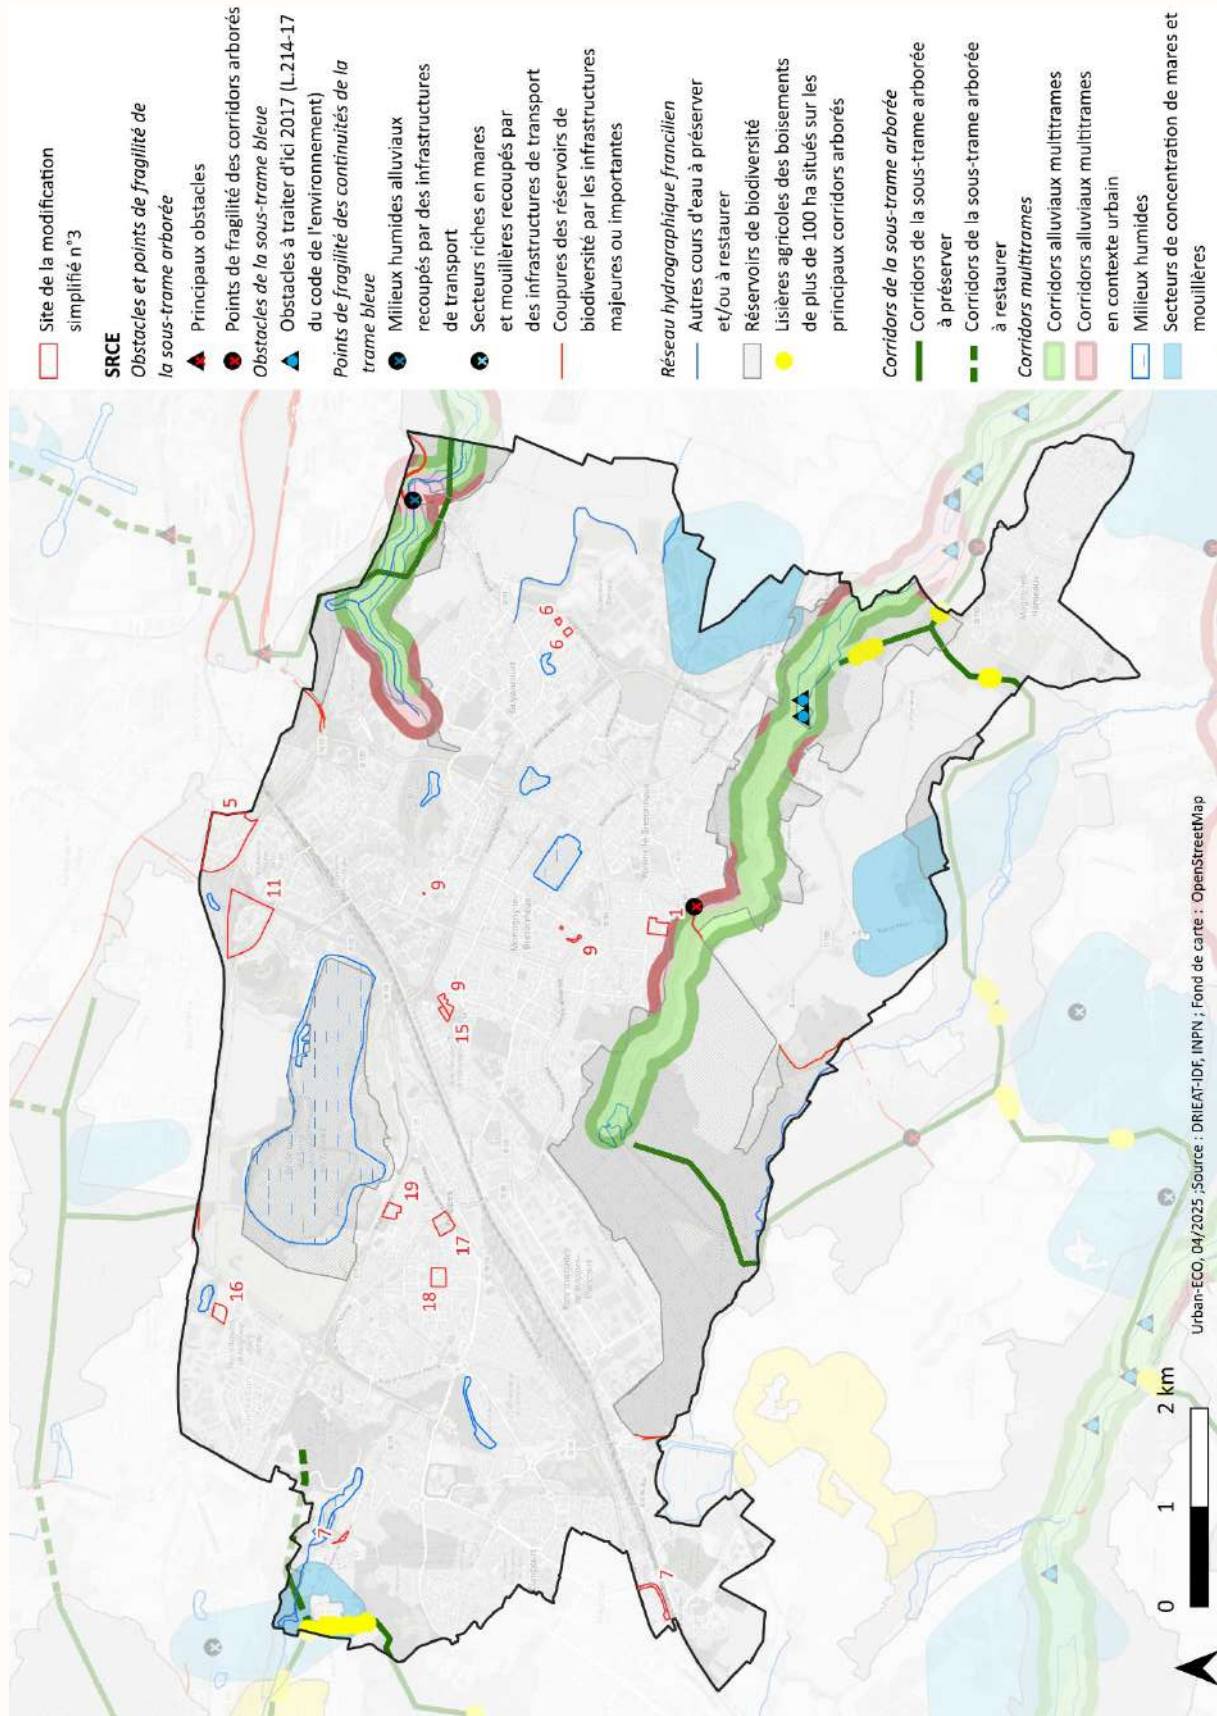 Site de la modification
simplifié n°3
SRCE
Obstacles et points de fragilité de
la sous-trame arborée
Principaux obstacles
Points de fragilité des corridors arborés
Obstacles de la sous-trame bleue
Obstacles à traiter d'ici 2017 (L.214-17
du code de l'environnement)
Points de fragilité des continuités de la
trame bleue
Milieux humides alluviaux
recoupés par des infrastructures
de transport
Secteurs riches en mares
et mouillères recoupés par
des infrastructures de transport
Coupures des réservoirs de
biodiversité par les infrastructures
majeures ou importantes
Réseau hydrographique francilien
Autres cours d'eau à préserver
et/ou à restaurer
Réservoirs de biodiversité
Lisières agricoles des boisements
de plus de 100 ha situés sur les
principaux corridors arborés
Corridors de la sous-trame arborée
Corridors de la sous-trame arborée
à préserver
Corridors de la sous-trame arborée
à restaurer
Corridors multitrames
Corridors alluviaux multitrames
Corridors alluviaux multitrames
en contexte urbain
Milieux humides
Secteurs de concentration de mares et
mouillères
5
11
16
19
17
18
15
9
9
9
6
6
1
7
7
Guyancourt
0 1 2 km
Urban-ECO, 04/2025 ;Source : DRIEAT-IDF, INPN ; Fond de carte : OpenStreetMap